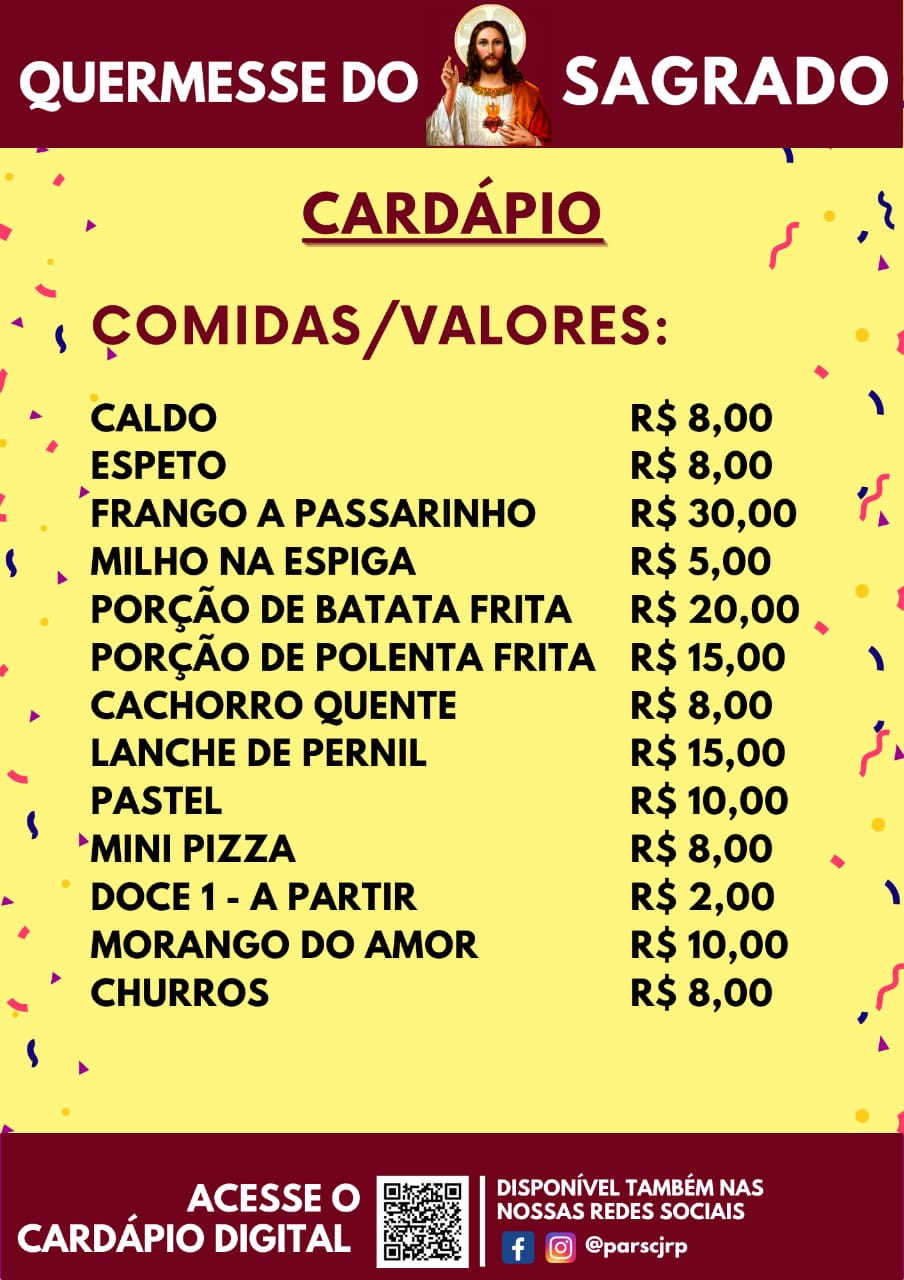 QUERMESSE DO SAGRADO
CARDÁPIO
COMIDAS/VALORES:
CALDO R$ 8,00
ESPETO R$ 8,00
FRANGO A PASSARINHO R$ 30,00
MILHO NA ESPIGA R$ 5,00
PORÇÃO DE BATATA FRITA R$ 20,00
PORÇÃO DE POLENTA FRITA R$ 15,00
CACHORRO QUENTE R$ 8,00
LANCHE DE PERNIL R$ 15,00
PASTEL R$ 10,00
MINI PIZZA R$ 8,00
DOCE 1 - A PARTIR R$ 2,00
MORANGO DO AMOR R$ 10,00
CHURROS R$ 8,00
ACESSE O
CARDÁPIO DIGITAL
DISPONÍVEL TAMBÉM NAS
NOSSAS REDES SOCIAIS
@parscjrp